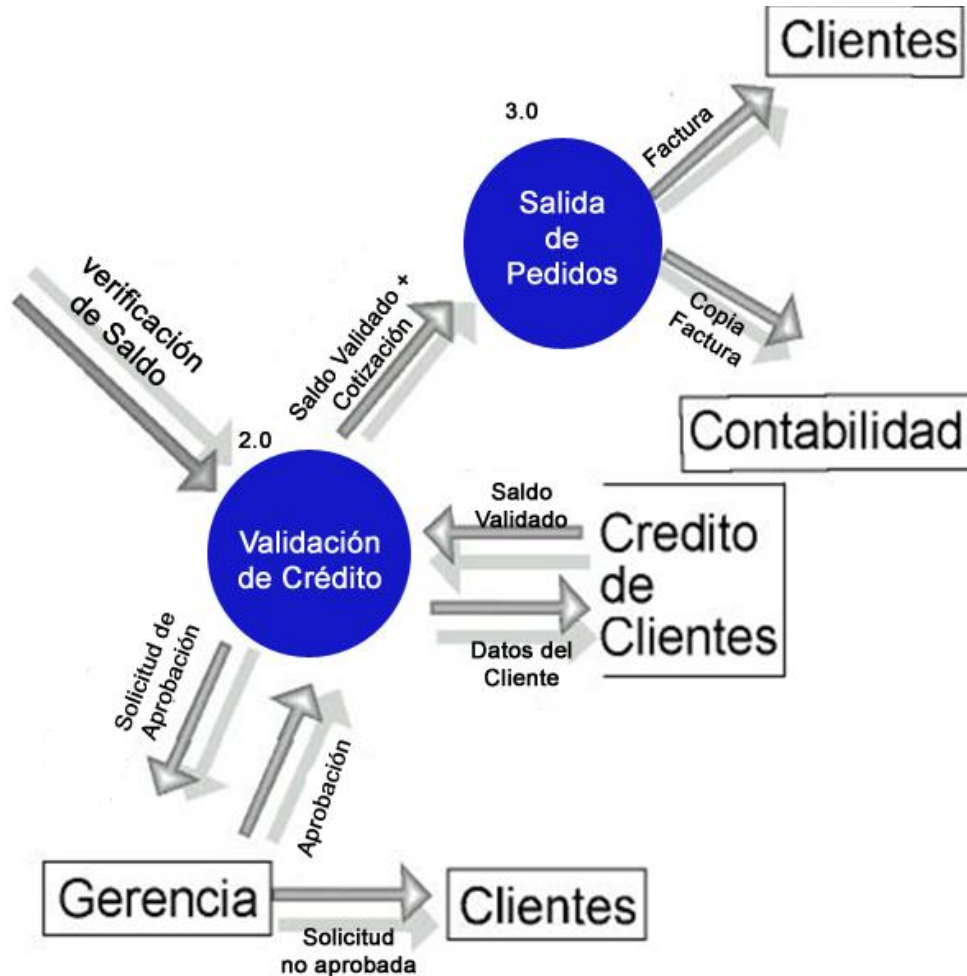 Clientes
3.0
Factura
Salida
de
Pedidos
verificación
de Saldo
Saldo Validado +
Cotización
Copia
Factura
2.0
Contabilidad
Saldo
Validado
Validación
de Crédito
Credito
de
Clientes
Datos del
Cliente
Solicitud de
Aprobación
Aprobación
Gerencia
Clientes
Solicitud
no aprobada